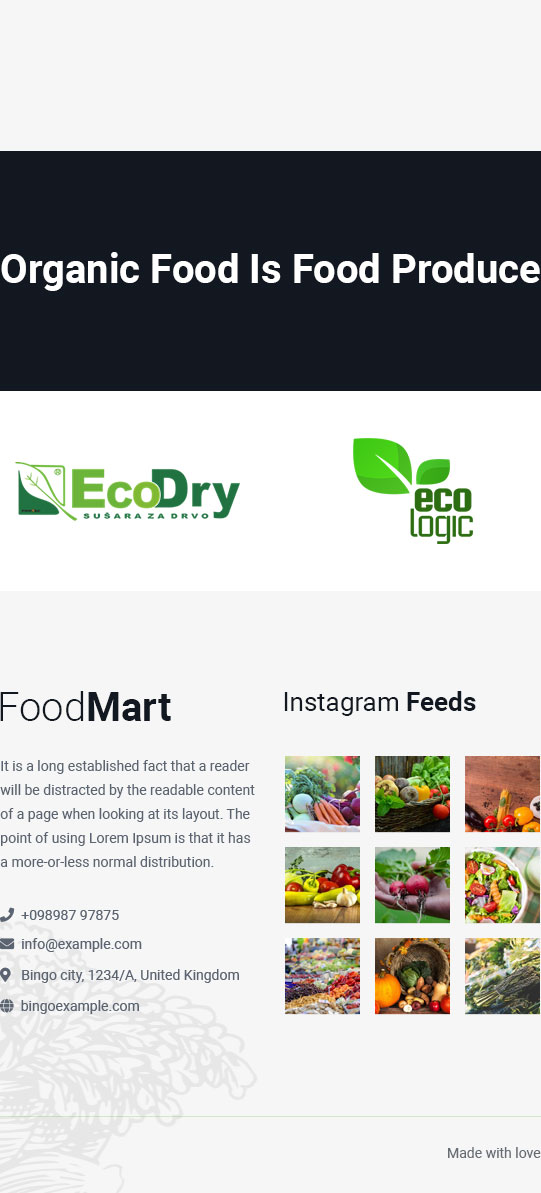 Organic Food Is Food Produce
EcoDry
SUŠARA ZA DRVO
eco
logic
FoodMart
It is a long established fact that a reader
will be distracted by the readable content
of a page when looking at its layout. The
point of using Lorem Ipsum is that it has
a more-or-less normal distribution.
+098987 97875
info@example.com
Bingo city, 1234/A, United Kingdom
bingoexample.com
Instagram Feeds
Made with love